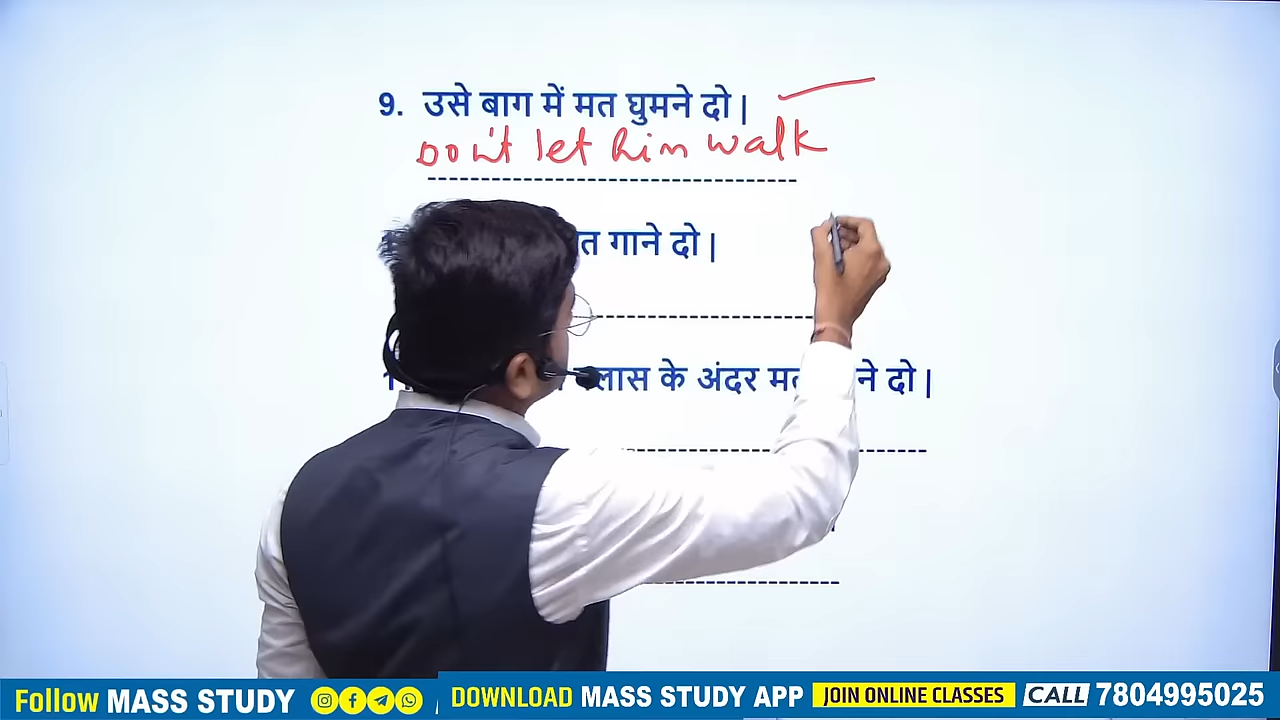 9. उसे बाग में मत घुमने दो |
Don't let him walk
गाने दो |
के अंदर
ने दो |
Follow MASS STUDY DOWNLOAD MASS STUDY APP JOIN ONLINE CLASSES CALL 7804995025